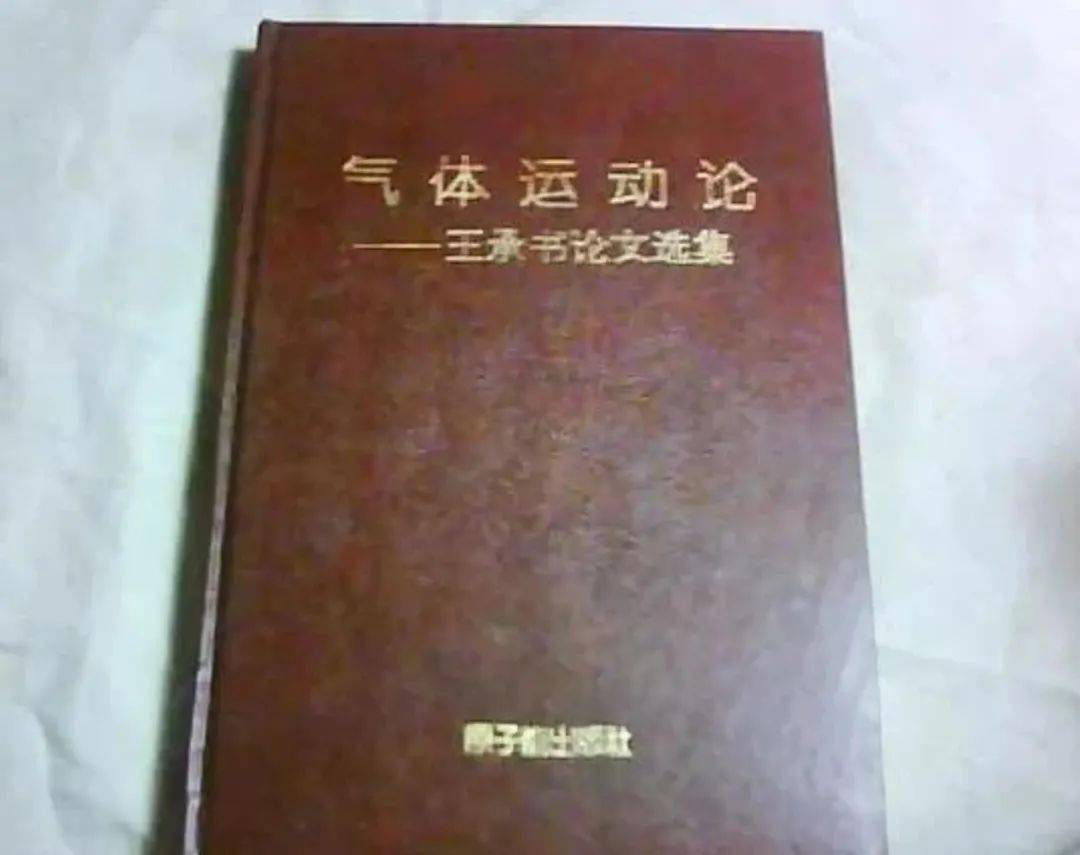 气体运动论
——王承书论文选集
原子能出版社